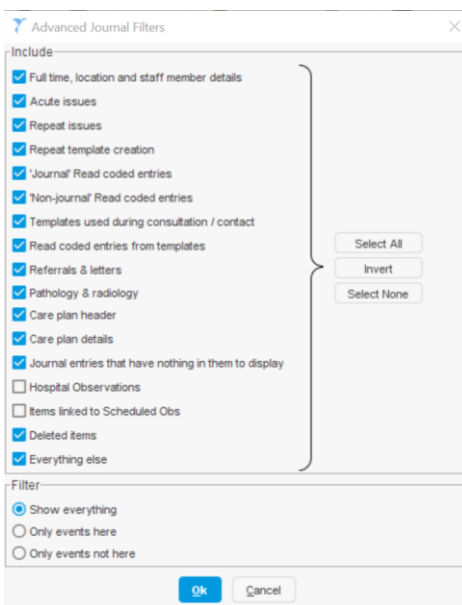 Advanced Journal Filters
Include
Full time, location and staff member details
Acute issues
Repeat issues
Repeat template creation
'Journal' Read coded entries
'Non-journal' Read coded entries
Templates used during consultation / contact
Read coded entries from templates
Select All
Referrals & letters
Invert
Pathology & radiology
Select None
Care plan header
Care plan details
Journal entries that have nothing in them to display
Hospital Observations
Items linked to Scheduled Obs
Deleted items
Everything else
Filter
Show everything
Only events here
Only events not here
Ok
Cancel